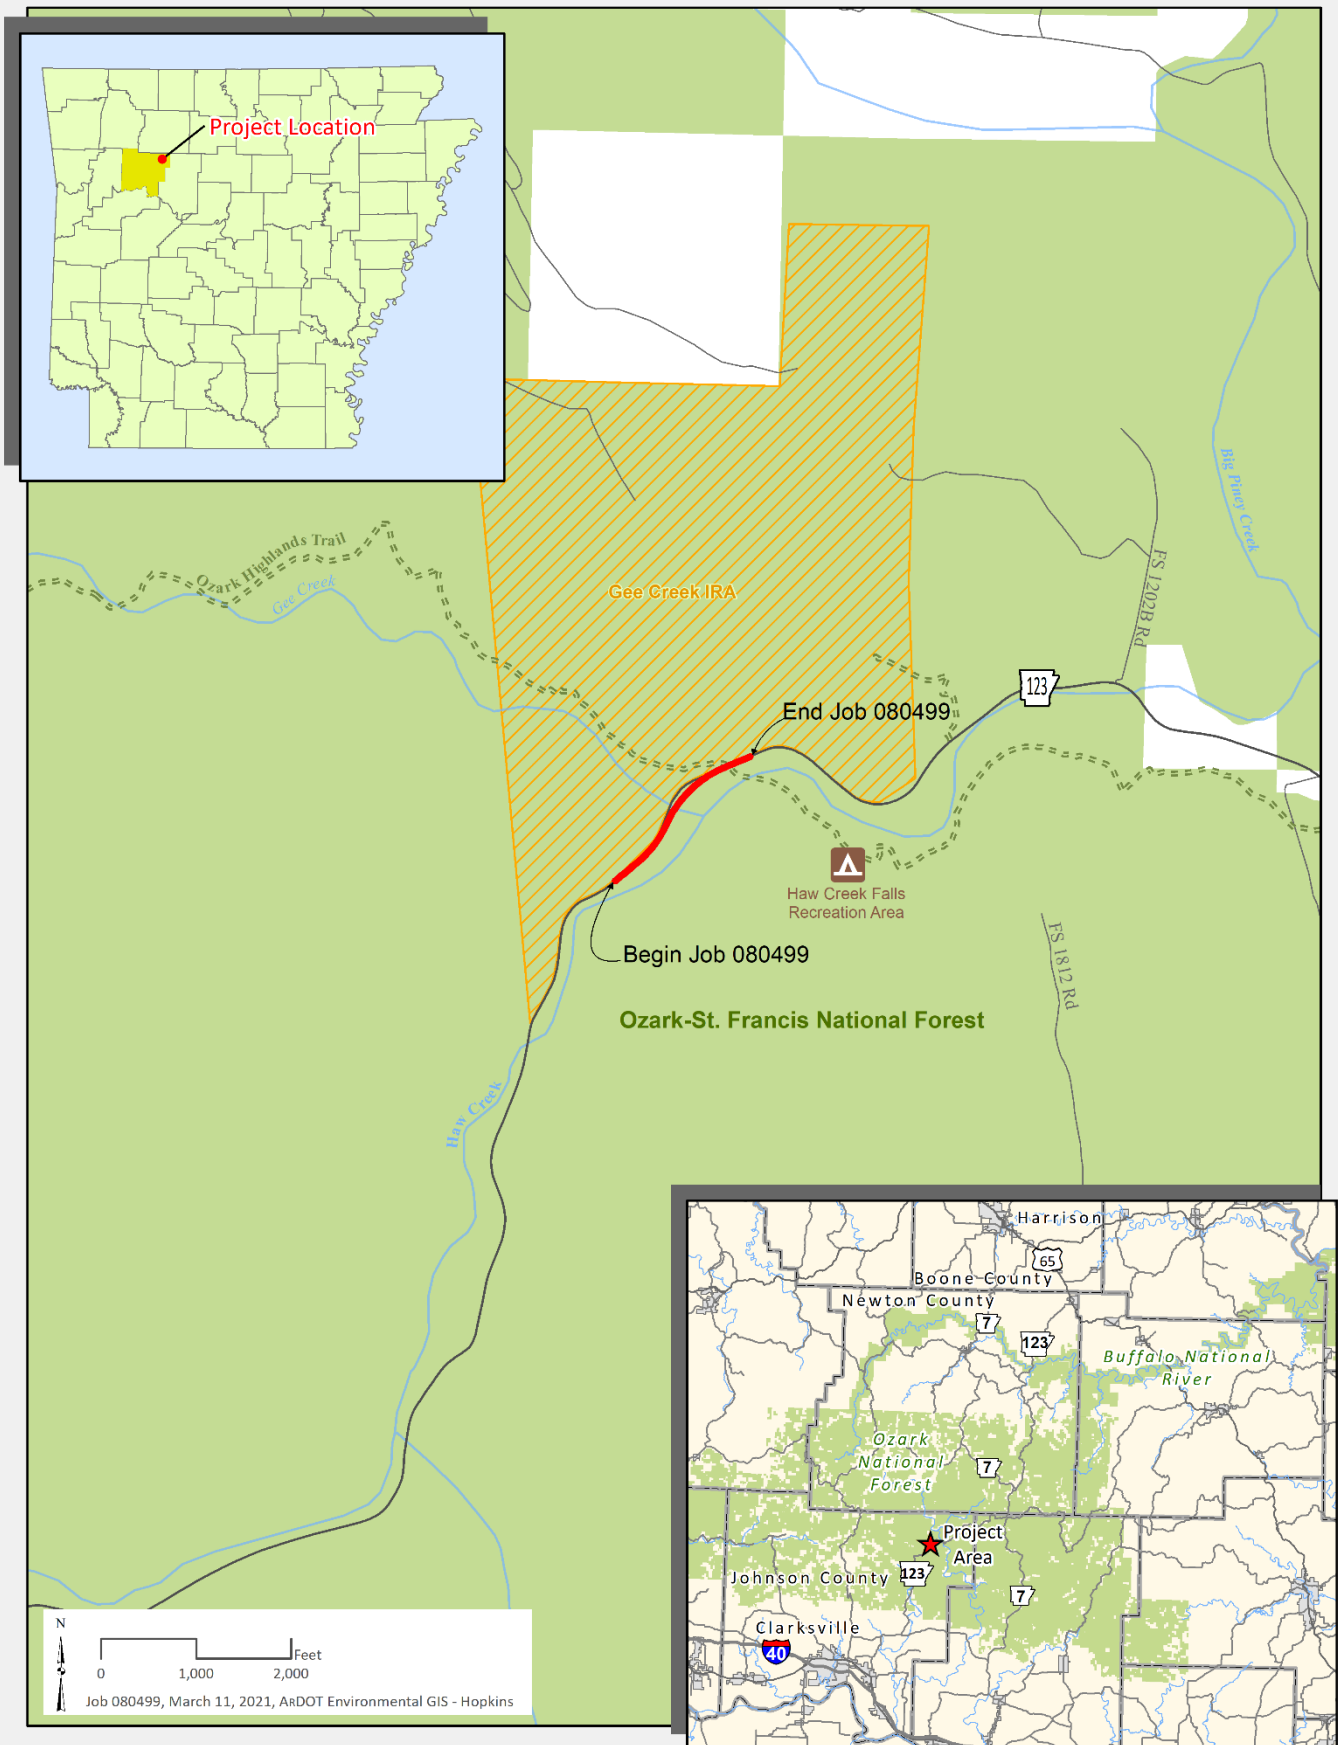 Project Location
Ozark Highlands Trail
Gee Creek
Big Piney Creek
Gee Creek IRA
FS 1202B Rd
123
End Job 080499
Haw Creek Falls
Recreation Area
Begin Job 080499
FS 1812 Rd
Ozark-St. Francis National Forest
Haw Creek
Harrison
65
Boone County
Newton County
7
123
Buffalo National
River
Ozark
National
Forest
7
Project
Area
Johnson County
123
7
Clarksville
40
N
Feet
0
1,000
2,000
Job 080499, March 11, 2021, ARDOT Environmental GIS - Hopkins